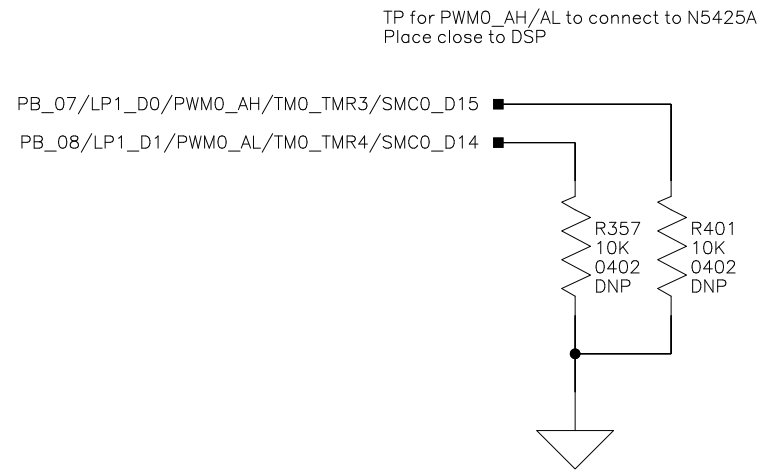 TP for PWM0_AH/AL to connect to N5425A
Place close to DSP
PB_07/LP1_D0/PWM0_AH/TM0_TMR3/SMC0_D15
PB_08/LP1_D1/PWM0_AL/TM0_TMR4/SMC0_D14
R357
10K
0402
DNP
R401
10K
0402
DNP